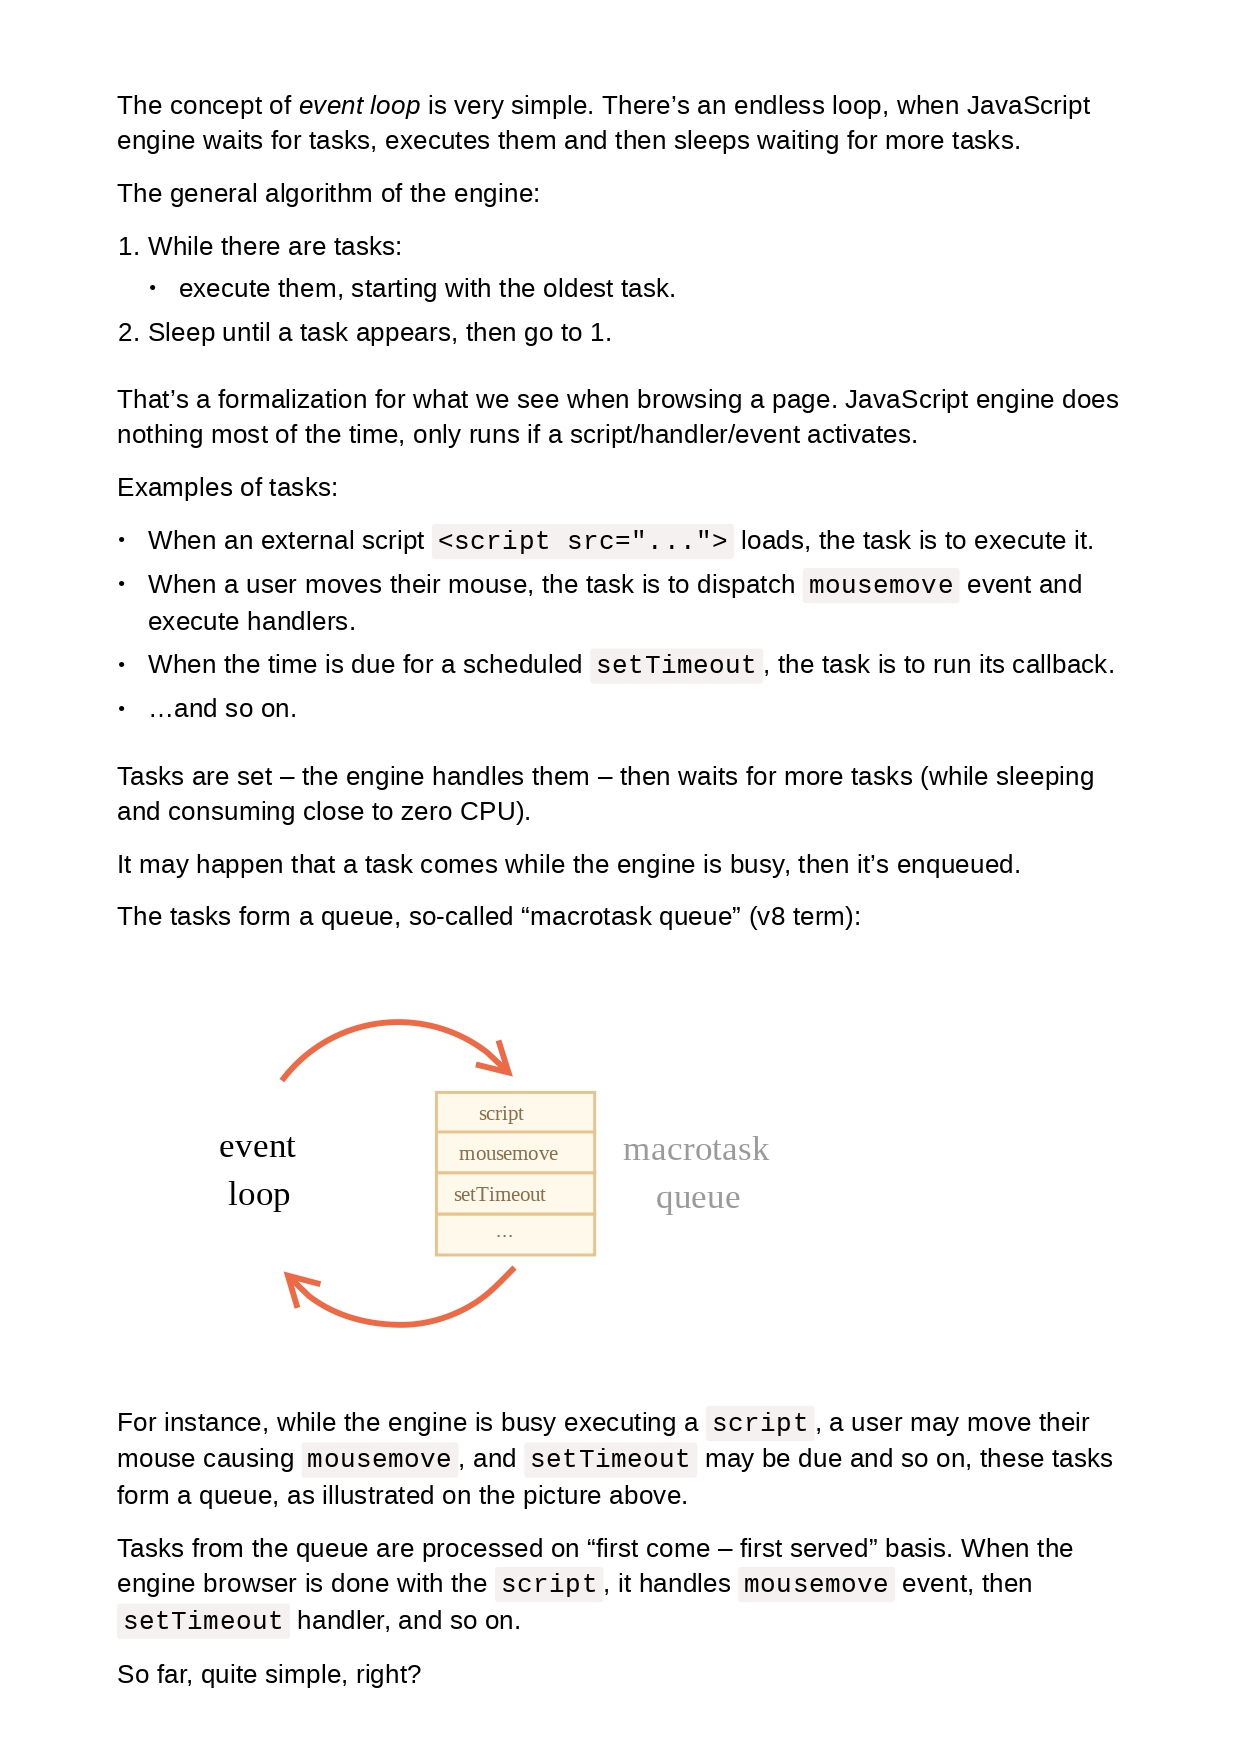 The concept of event loop is very simple. There’s an endless loop, when JavaScript
engine waits for tasks, executes them and then sleeps waiting for more tasks.
The general algorithm of the engine:
1. While there are tasks:
• execute them, starting with the oldest task.
2. Sleep until a task appears, then go to 1.
That’s a formalization for what we see when browsing a page. JavaScript engine does
nothing most of the time, only runs if a script/handler/event activates.
Examples of tasks:
• When an external script <script src="..."> loads, the task is to execute it.
• When a user moves their mouse, the task is to dispatch mousemove event and
execute handlers.
• When the time is due for a scheduled setTimeout, the task is to run its callback.
• …and so on.
Tasks are set – the engine handles them – then waits for more tasks (while sleeping
and consuming close to zero CPU).
It may happen that a task comes while the engine is busy, then it’s enqueued.
The tasks form a queue, so-called “macrotask queue” (v8 term):
event
loop
script
mousemove
setTimeout
...
macrotask
queue
For instance, while the engine is busy executing a script, a user may move their
mouse causing mousemove, and setTimeout may be due and so on, these tasks
form a queue, as illustrated on the picture above.
Tasks from the queue are processed on “first come – first served” basis. When the
engine browser is done with the script, it handles mousemove event, then
setTimeout handler, and so on.
So far, quite simple, right?